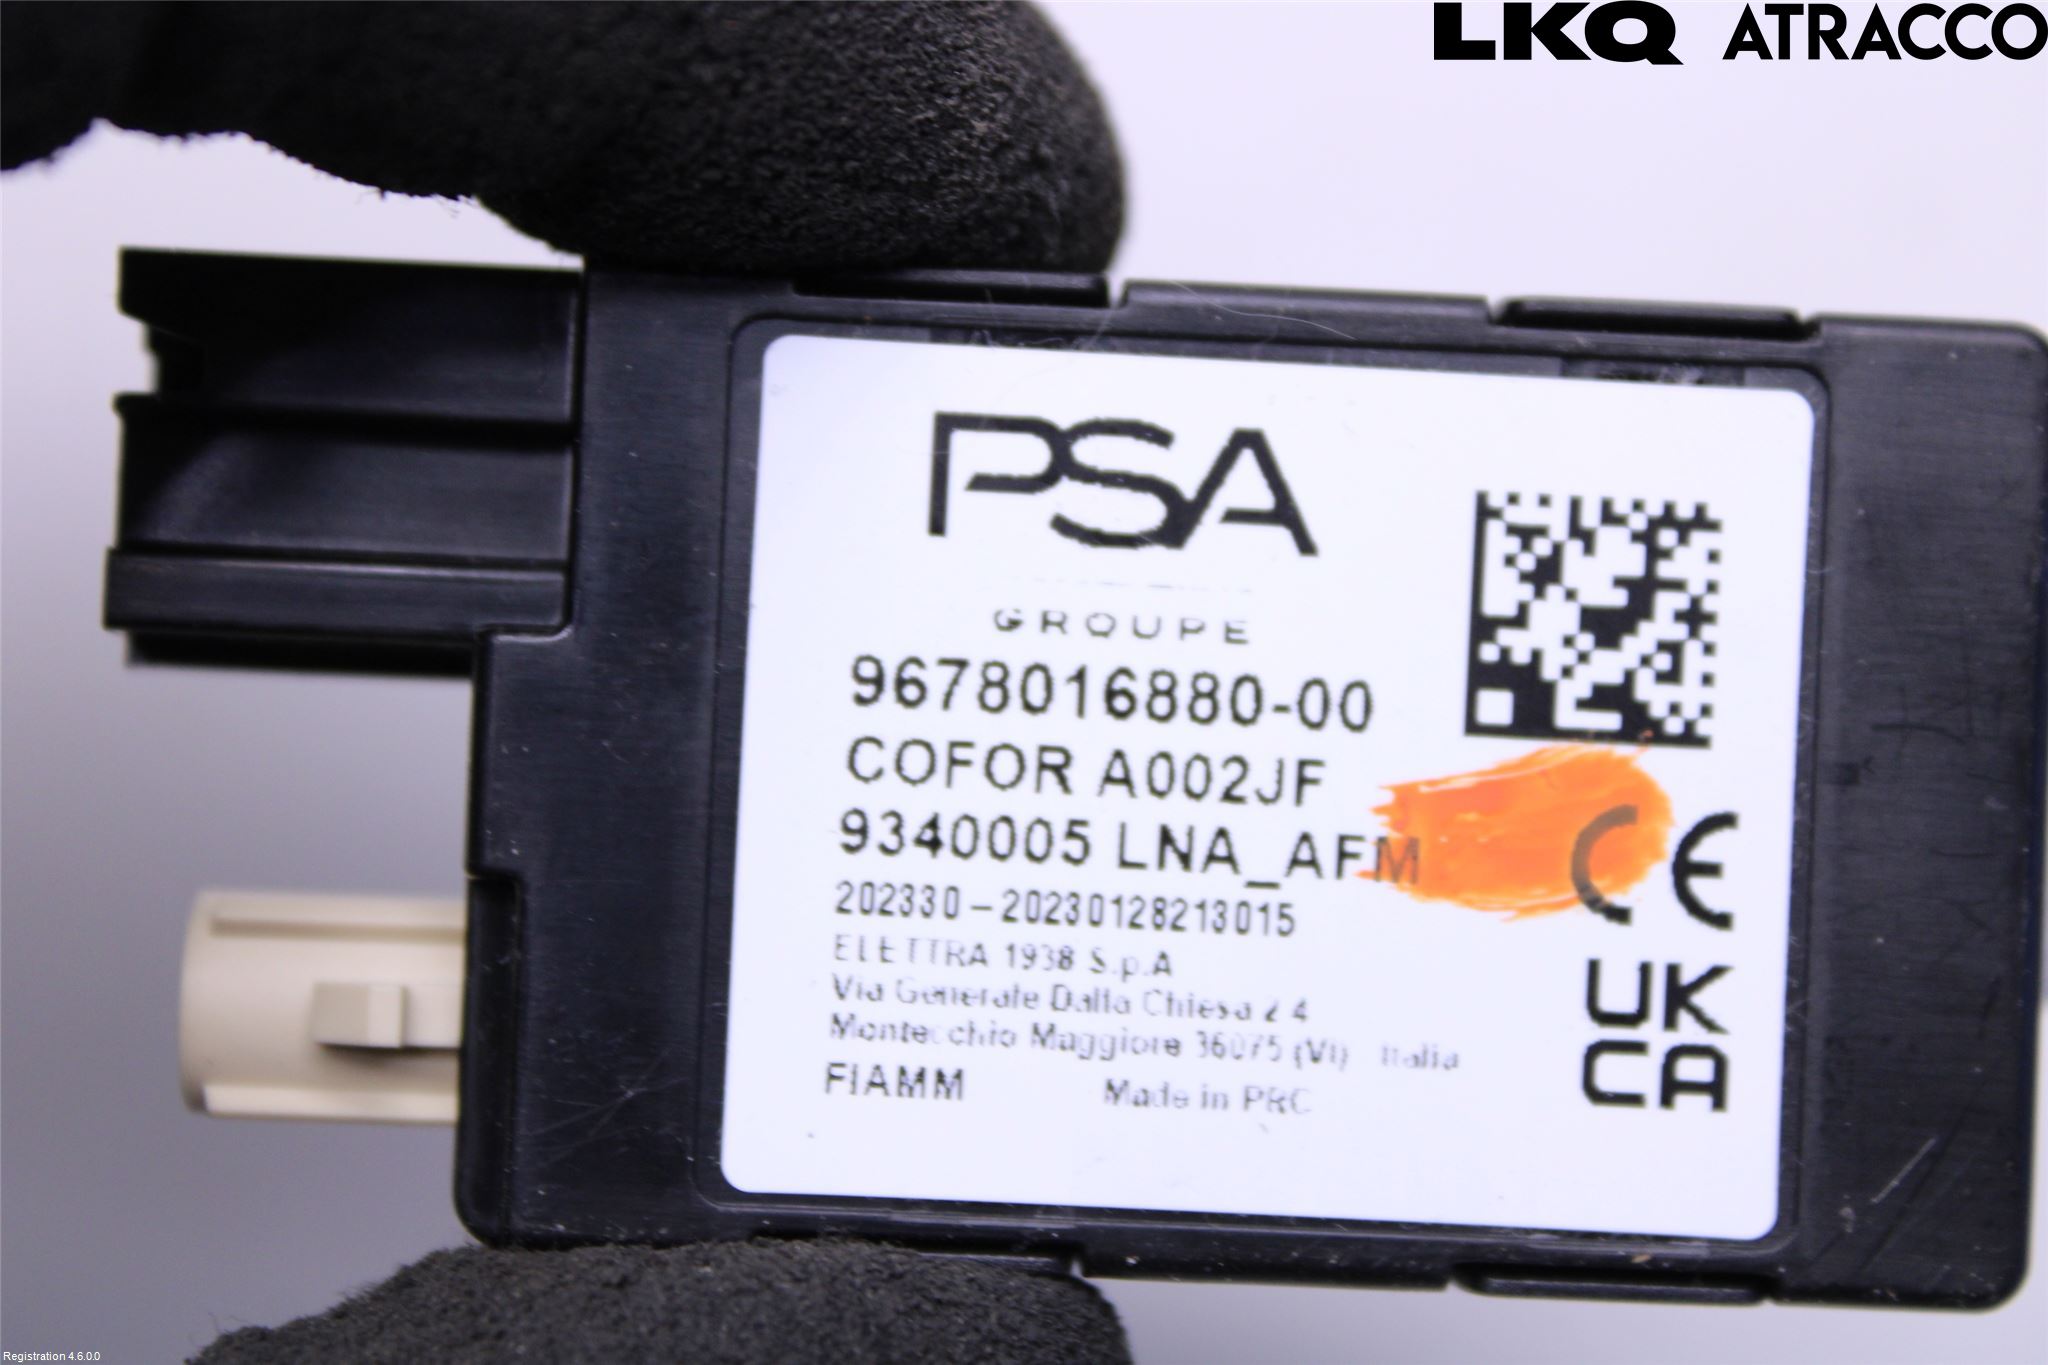 LKQ ATRACCO
PSA
GROUPE
9678016880-00
COFOR A002JF
9340005 LNA_AFM
202330-20230128213015
ELETTRA 1938 S.p.A
Via Generale Dalla Chiesa 2 4
Montecchio Maggiore 36075 (VI) Italia
FIAMM Made in PRC
CE
UK
CA
Registration 4.6.0.0